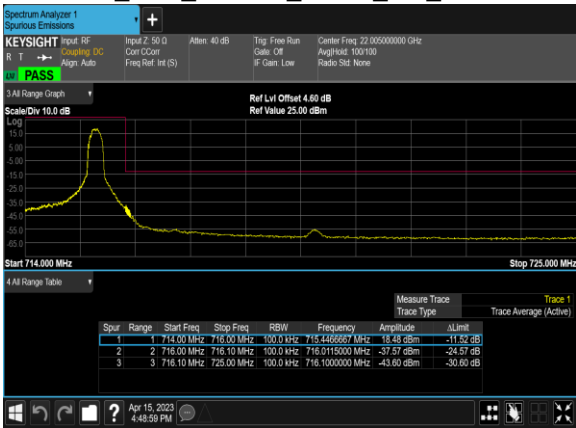 Spectrum Analyzer 1
Spurious Emissions
+
KEYSIGHT Input: RF Input Z: 50 Ω Atten: 40 dB Trig: Free Run Center Freq: 22.005000000 GHz
R T Coupling: DC Corr CCorr Gate: Off Avg|Hold: 100/100
Align: Auto Freq Ref: Int (S) IF Gain: Low Radio Std: None
PASS
3 All Range Graph
Ref Lvl Offset 4.60 dB
Scale/Div 10.0 dB Ref Value 25.00 dBm
Log
15.0
5.00
-5.00
-15.0
-25.0
-35.0
-45.0
-55.0
-65.0
Start 714.000 MHz Stop 725.000 MHz
4 All Range Table
Measure Trace Trace 1
Trace Type Trace Average (Active)
Spur Range Start Freq Stop Freq RBW Frequency Amplitude ΔLimit
1 1 714.00 MHz 716.00 MHz 100.0 kHz 715.4466667 MHz 18.48 dBm -11.52 dB
2 2 716.00 MHz 716.10 MHz 100.0 kHz 716.0115000 MHz -37.57 dBm -24.57 dB
3 3 716.10 MHz 725.00 MHz 100.0 kHz 716.1000000 MHz -43.60 dBm -30.60 dB
? Apr 15, 2023
4:48:59 PM